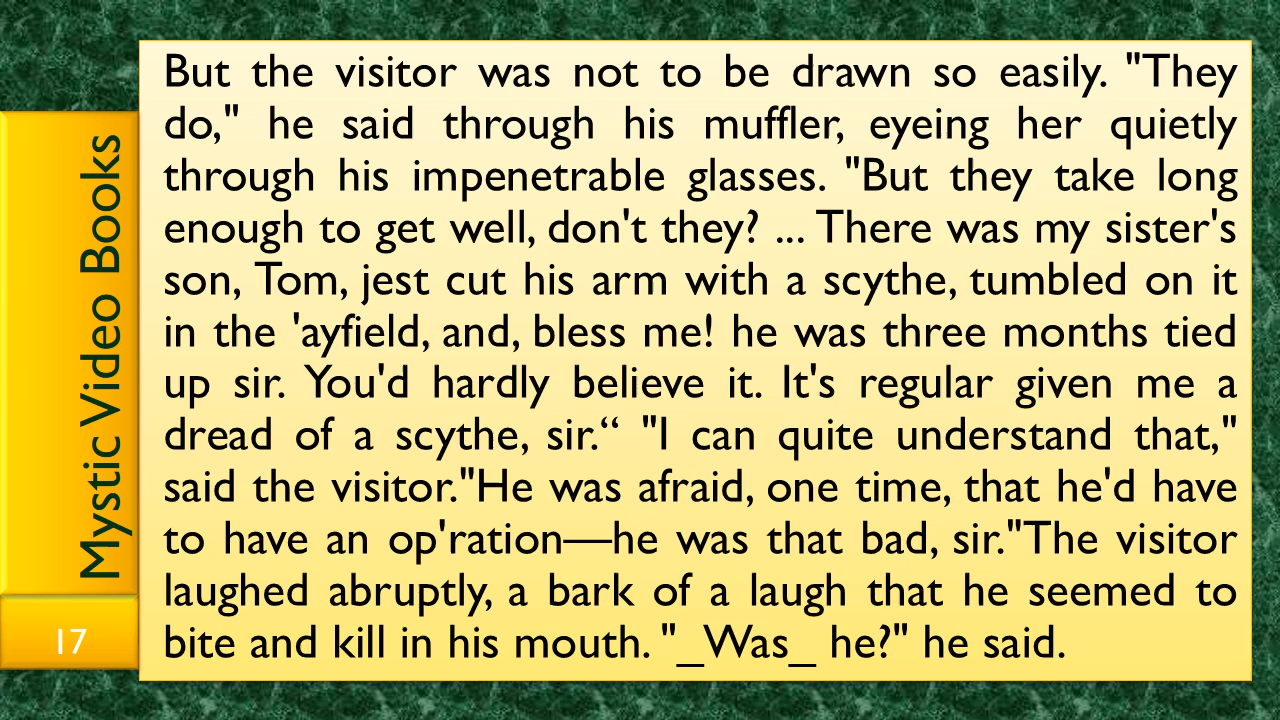 But the visitor was not to be drawn so easily. "They
do," he said through his muffler, eyeing her quietly
through his impenetrable glasses. "But they take long
enough to get well, don't they? ... There was my sister's
son, Tom, jest cut his arm with a scythe, tumbled on it
in the 'ayfield, and, bless me! he was three months tied
up sir. You'd hardly believe it. It's regular given me a
dread of a scythe, sir.“ "I can quite understand that,"
said the visitor."He was afraid, one time, that he'd have
to have an op'ration—he was that bad, sir."The visitor
laughed abruptly, a bark of a laugh that he seemed to
bite and kill in his mouth. "_Was_ he?" he said.
Mystic Video Books
17